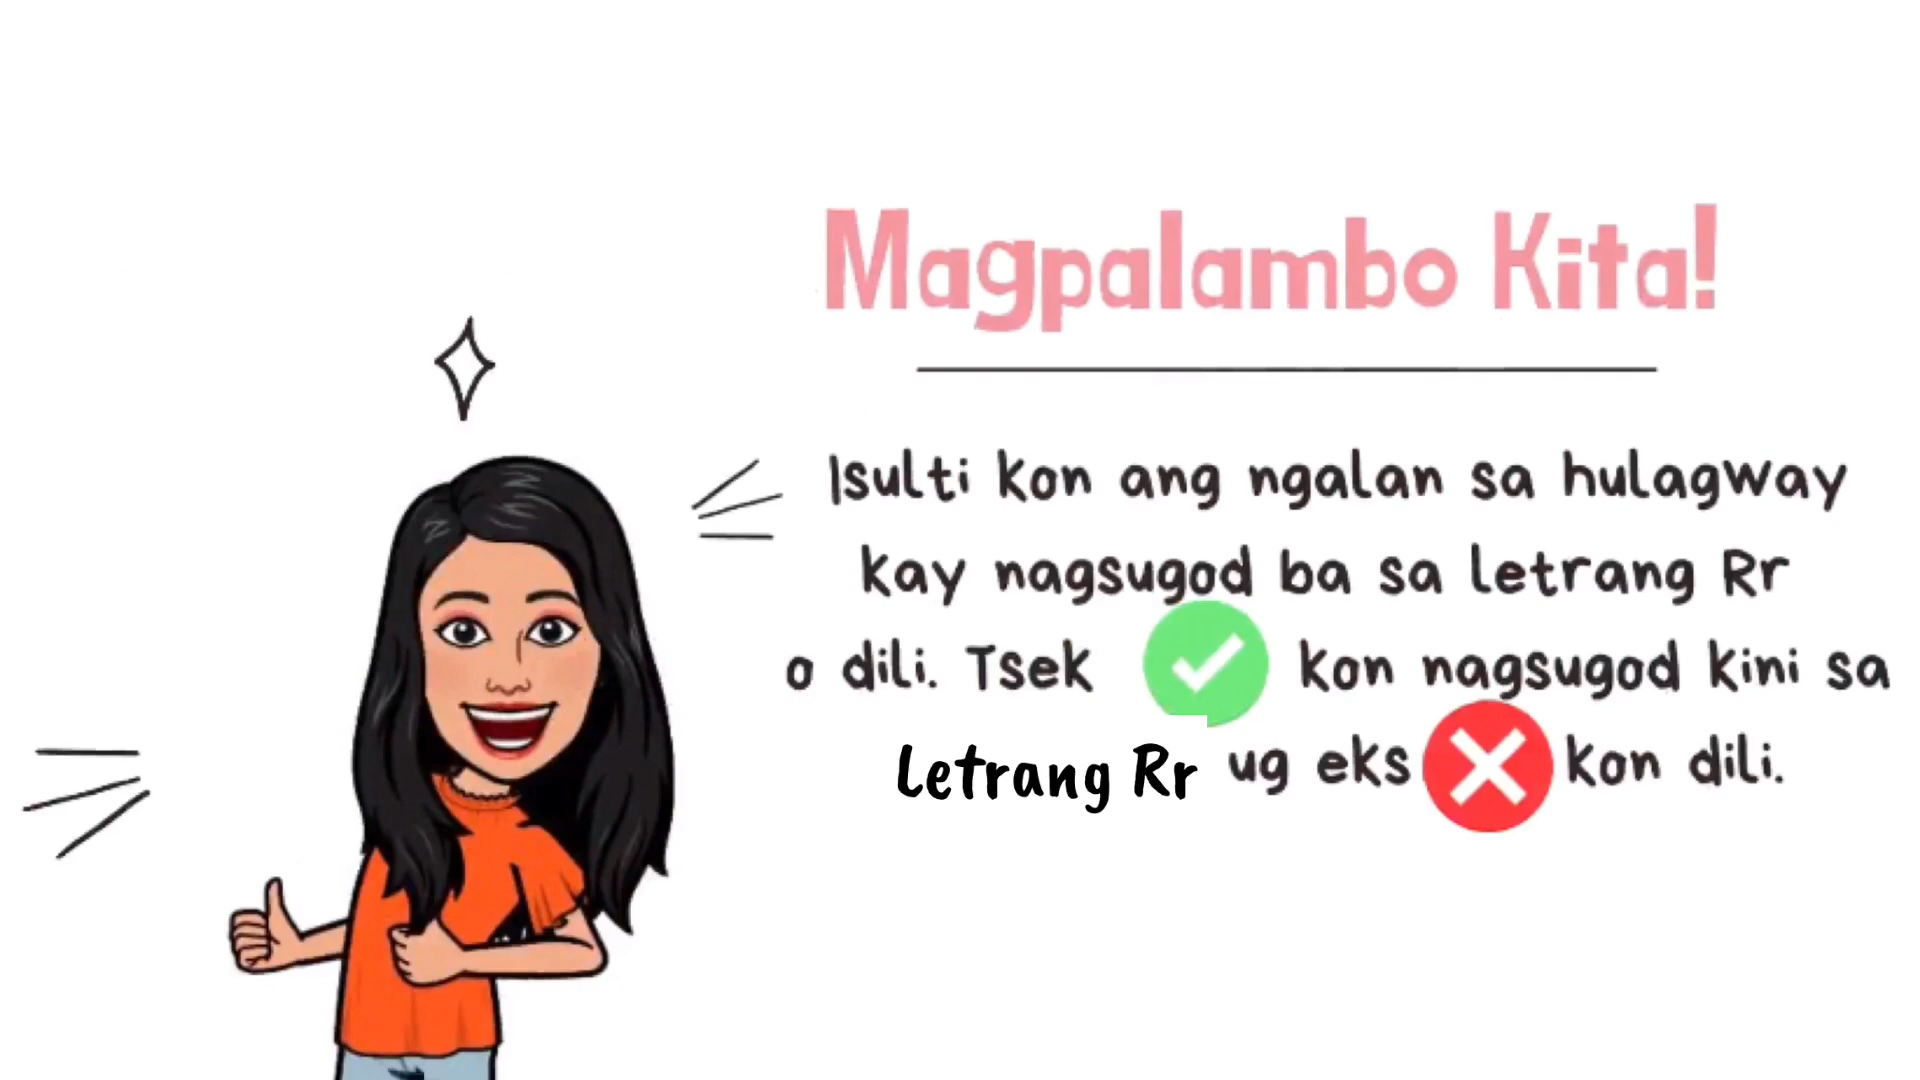 Magpalambo Kita!
Isulti kon ang ngalan sa hulagway
kay nagsugod ba sa letrang Rr
o dili. Tsek kon nagsugod kini sa
letrang Rr ug eks kon dili.